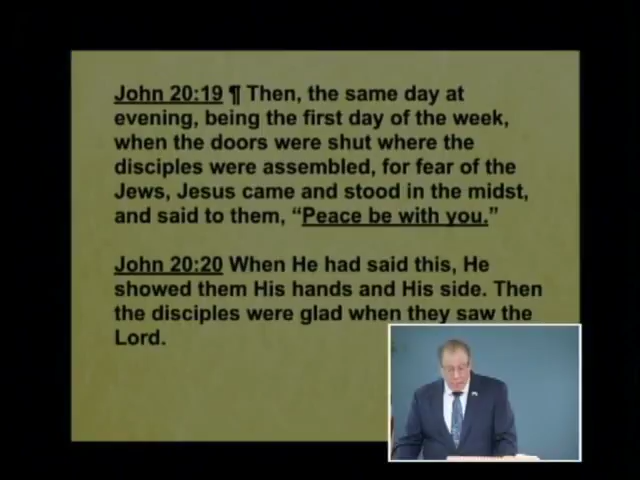 John 20:19 ¶ Then, the same day at
evening, being the first day of the week,
when the doors were shut where the
disciples were assembled, for fear of the
Jews, Jesus came and stood in the midst,
and said to them, “Peace be with you.”
John 20:20 When He had said this, He
showed them His hands and His side. Then
the disciples were glad when they saw the
Lord.